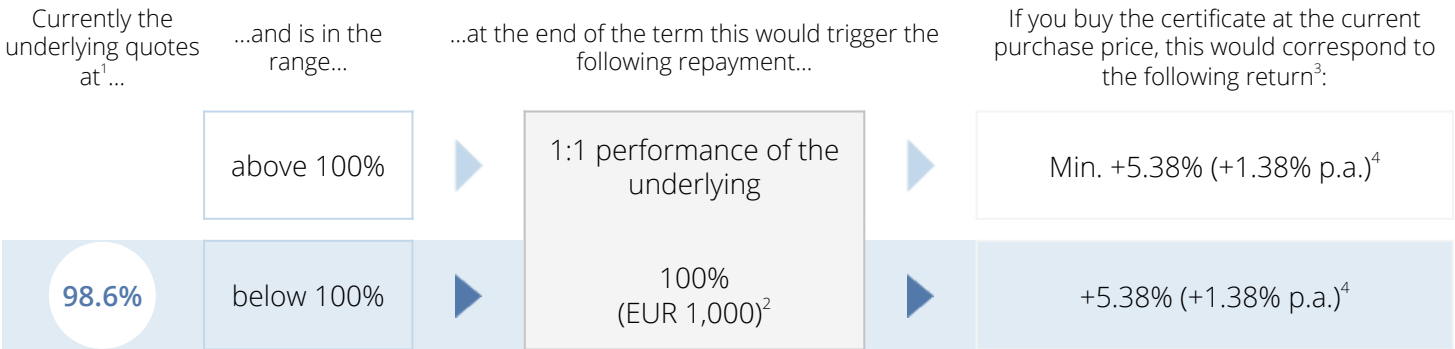 Currently the
underlying quotes
at¹...
...and is in the
range...
...at the end of the term this would trigger the
following repayment...
If you buy the certificate at the current
purchase price, this would correspond to
the following return³:
above 100%
1:1 performance of the
underlying
Min. +5.38% (+1.38% p.a.)⁴
98.6%
below 100%
100%
(EUR 1,000)²
+5.38% (+1.38% p.a.)⁴